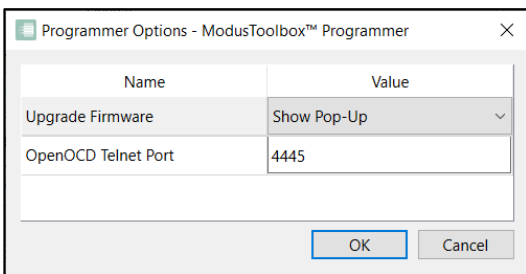 Programmer Options - ModusToolbox™ Programmer
Name Value
Upgrade Firmware Show Pop-Up
OpenOCD Telnet Port 4445
OK Cancel